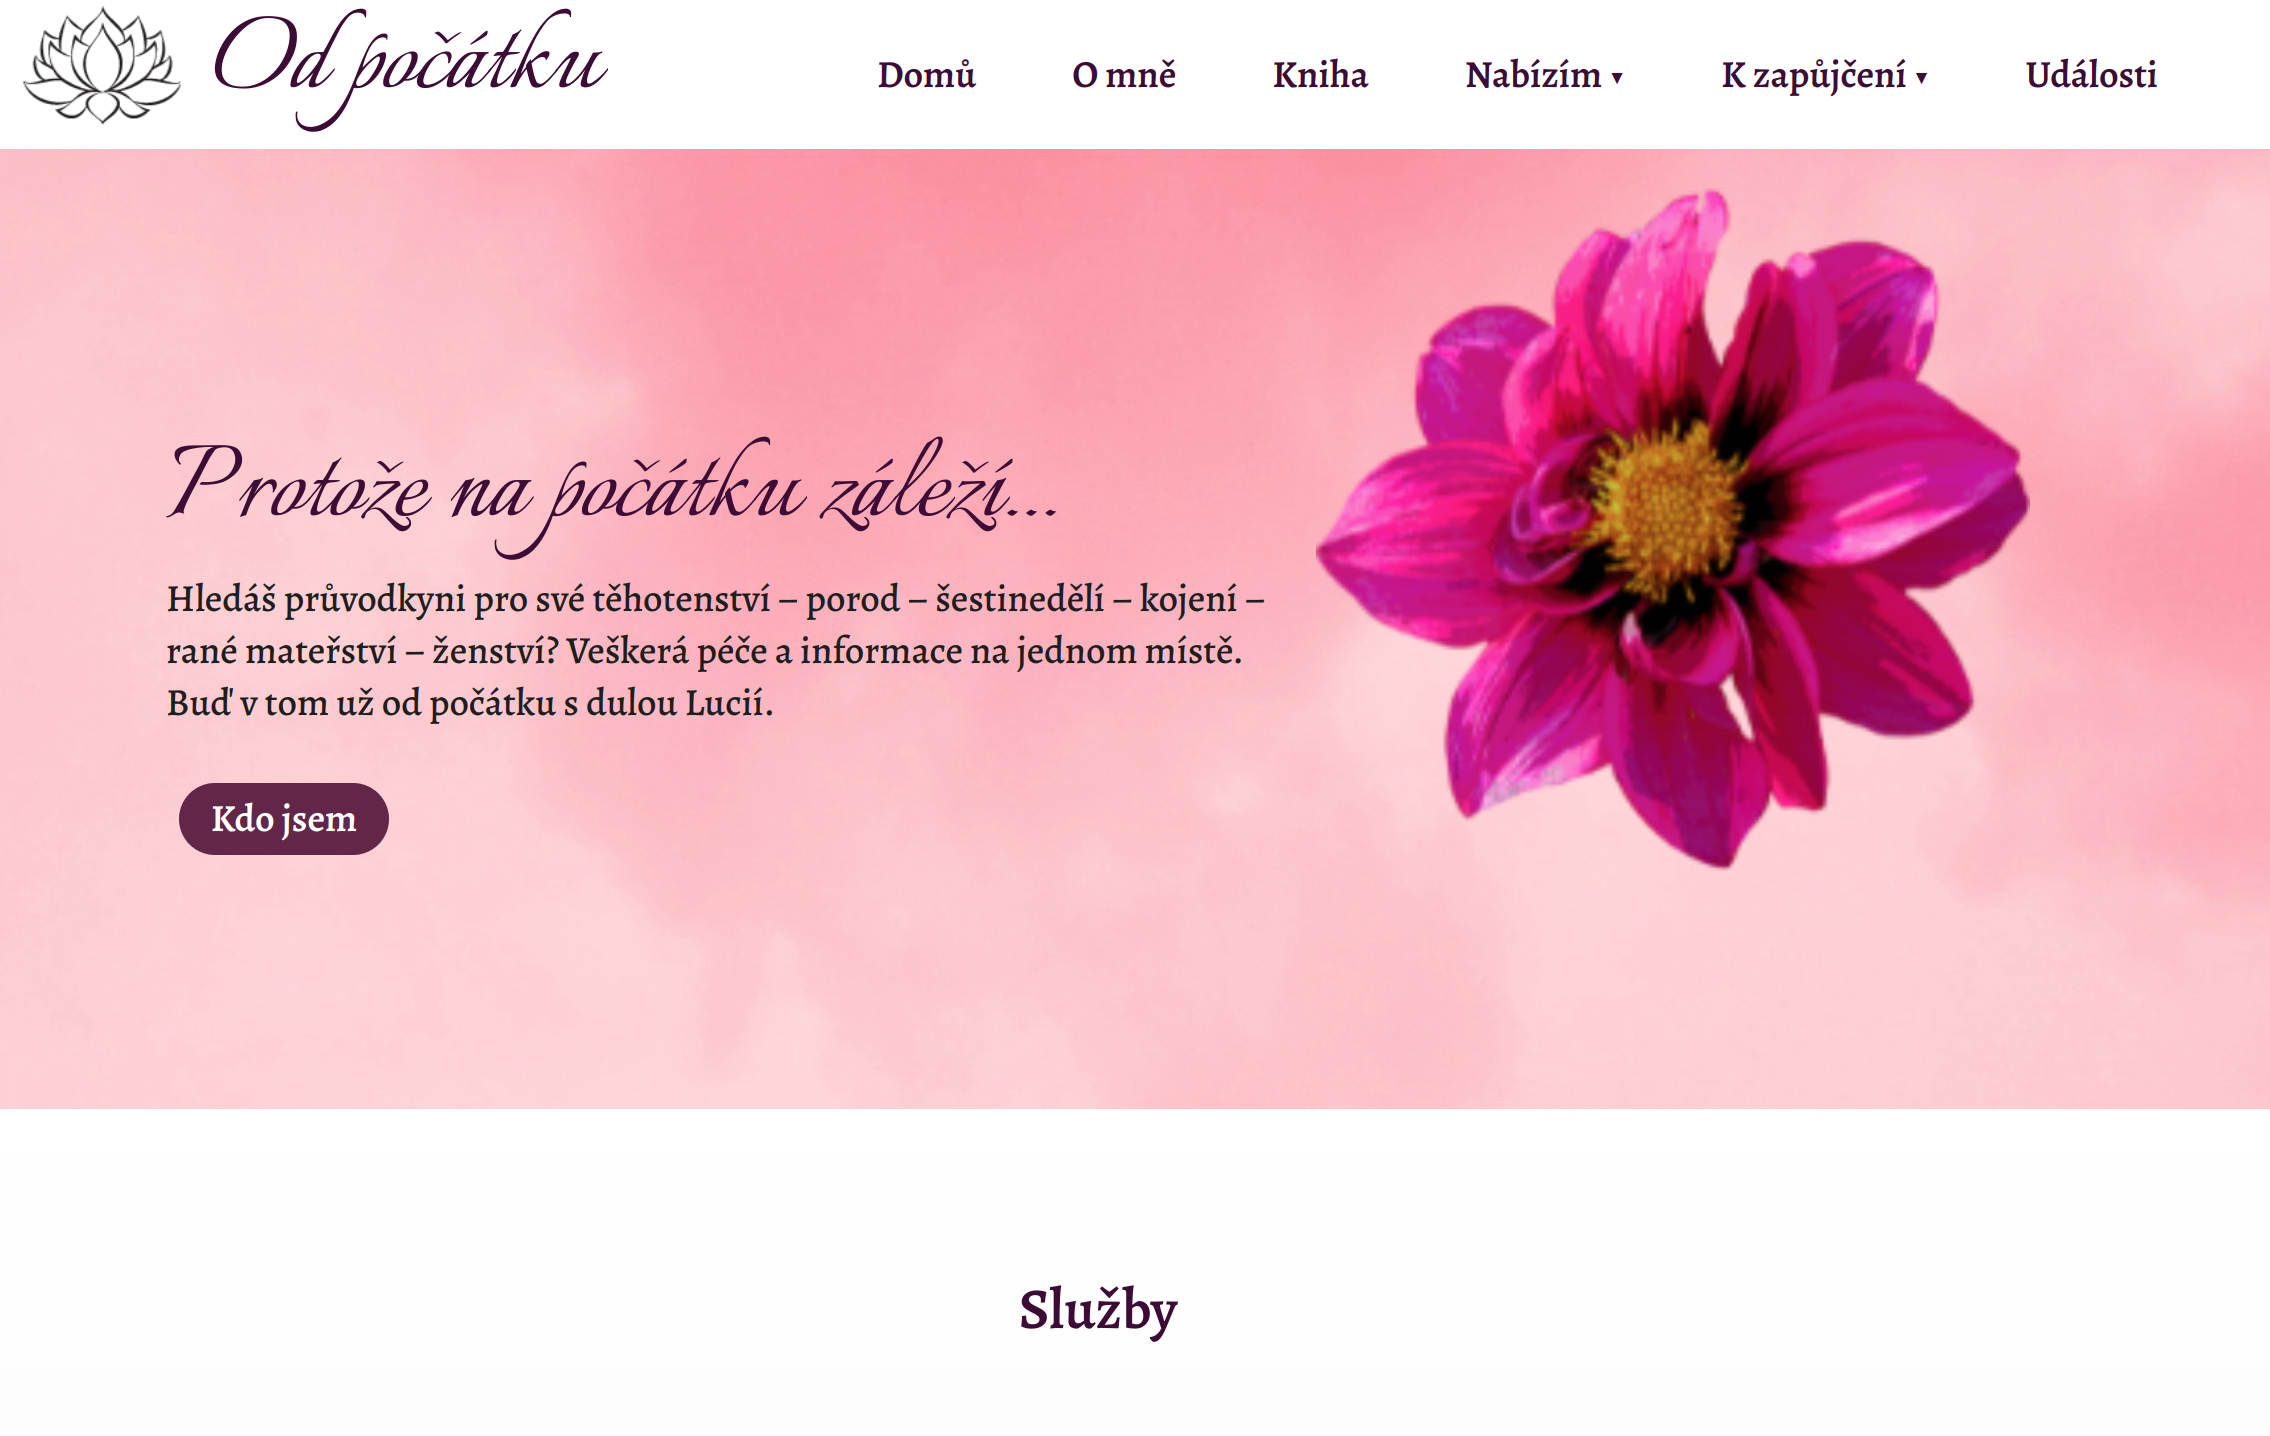 Od počátku
Domů
O mně
Kniha
Nabízím ▾
K zapůjčení ▾
Události
Protože na počátku záleží...
Hledáš průvodkyni pro své těhotenství – porod – šestinedělí – kojení –
rané mateřství – ženství? Veškerá péče a informace na jednom místě.
Buď v tom už od počátku s dulou Lucií.
Kdo jsem
Služby